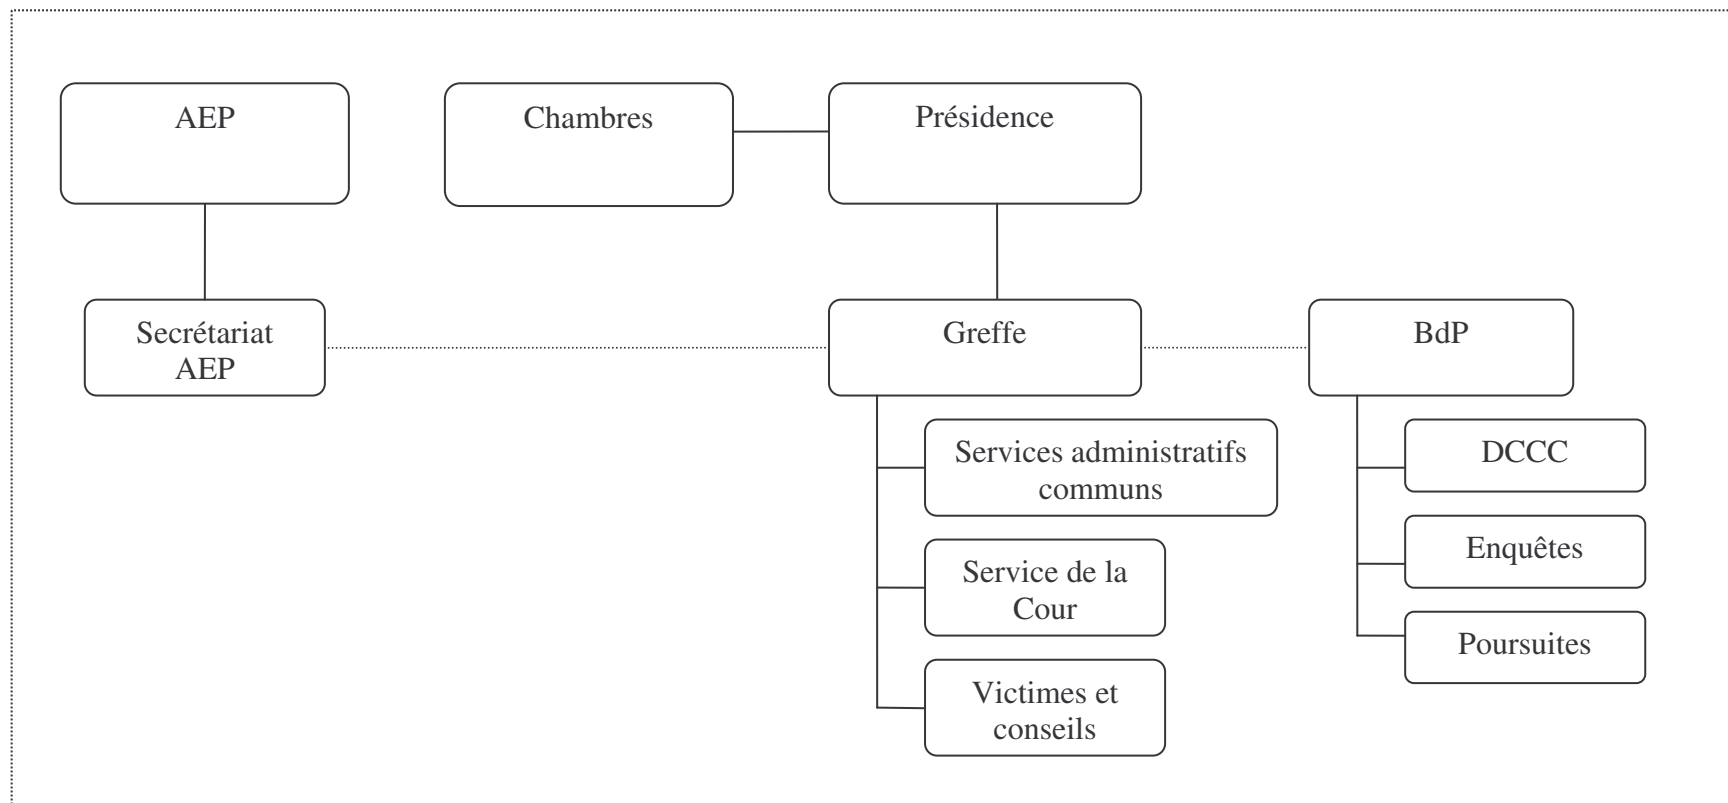 AEP
Chambres
Présidence
Secrétariat
AEP
Greffe
BdP
Services administratifs
communs
Service de la
Cour
Victimes et
conseils
DCCC
Enquêtes
Poursuites